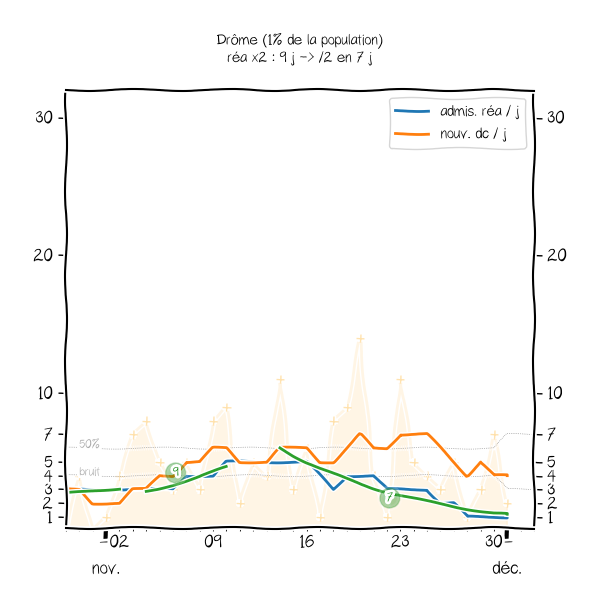 Drôme (1% de la population)
réa x2 : 9 j -> /2 en 7 j
admis. réa / j
nouv. dc / j
30 30
20 20
10 10
7 7
50%
5 5
4 bruit 4
3 3
2 2
1 1
9
7
02 09 16 23 30
nov. déc.